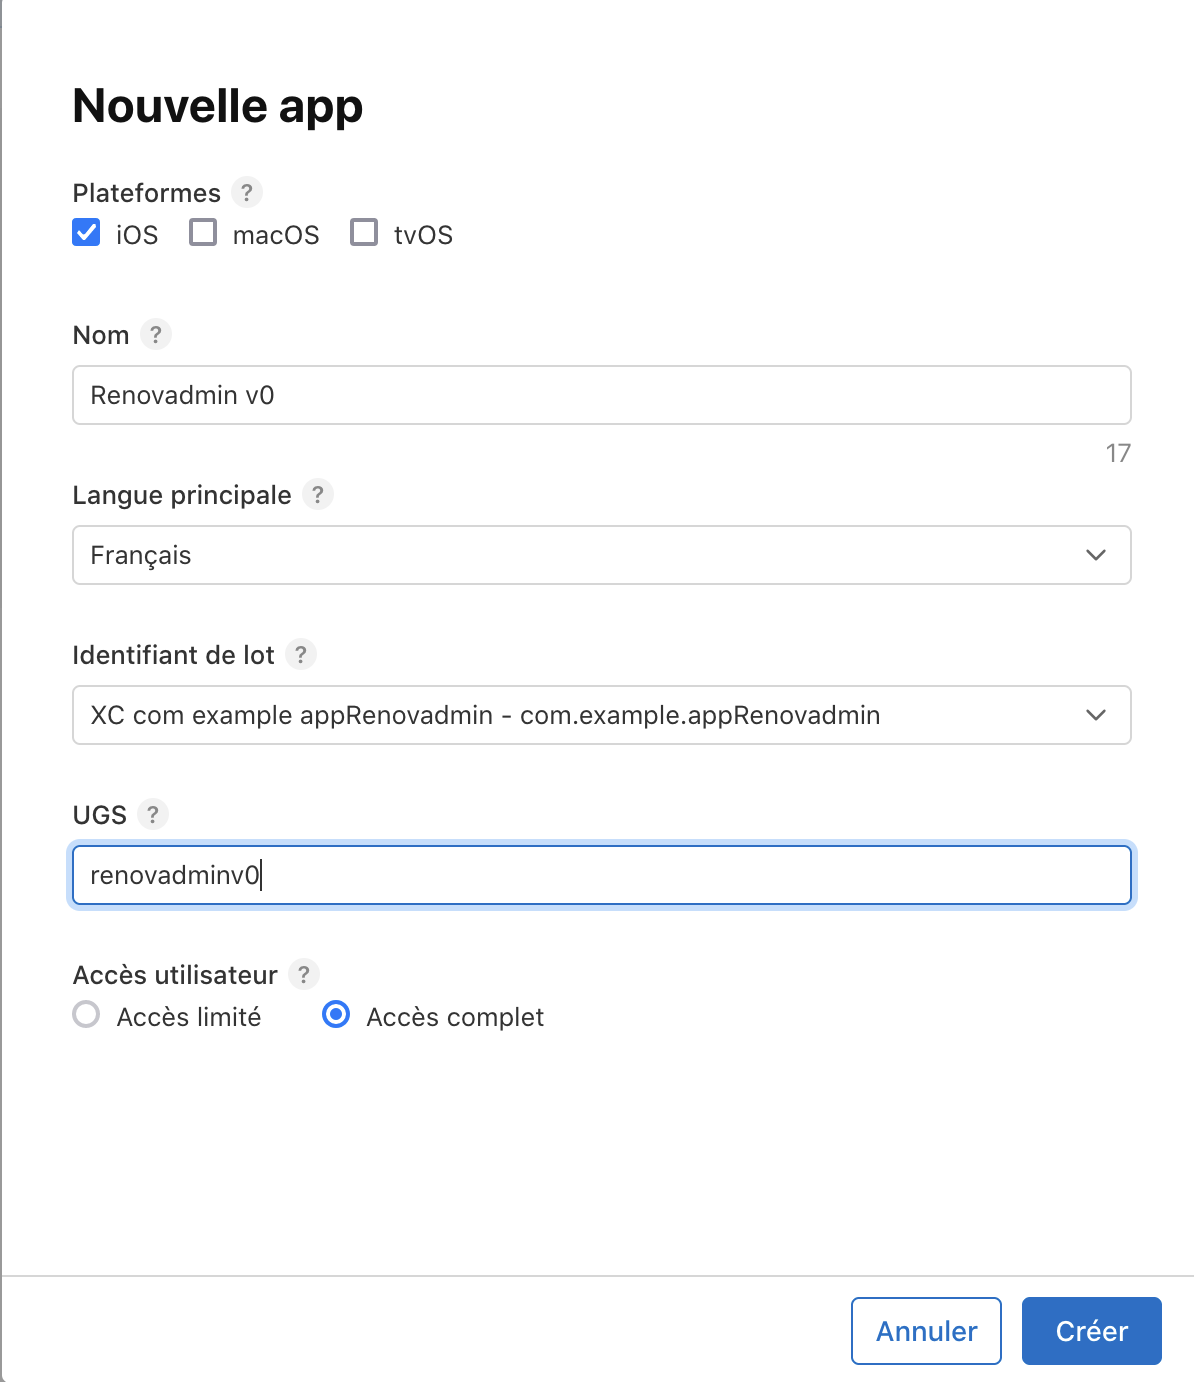 Nouvelle app
Plateformes ?
iOS macOS tvOS
Nom ?
Renovadmin v0
17
Langue principale ?
Français
Identifiant de lot ?
XC com example appRenovadmin - com.example.appRenovadmin
UGS ?
renovadminv0
Accès utilisateur ?
Accès limité Accès complet
Annuler Créer